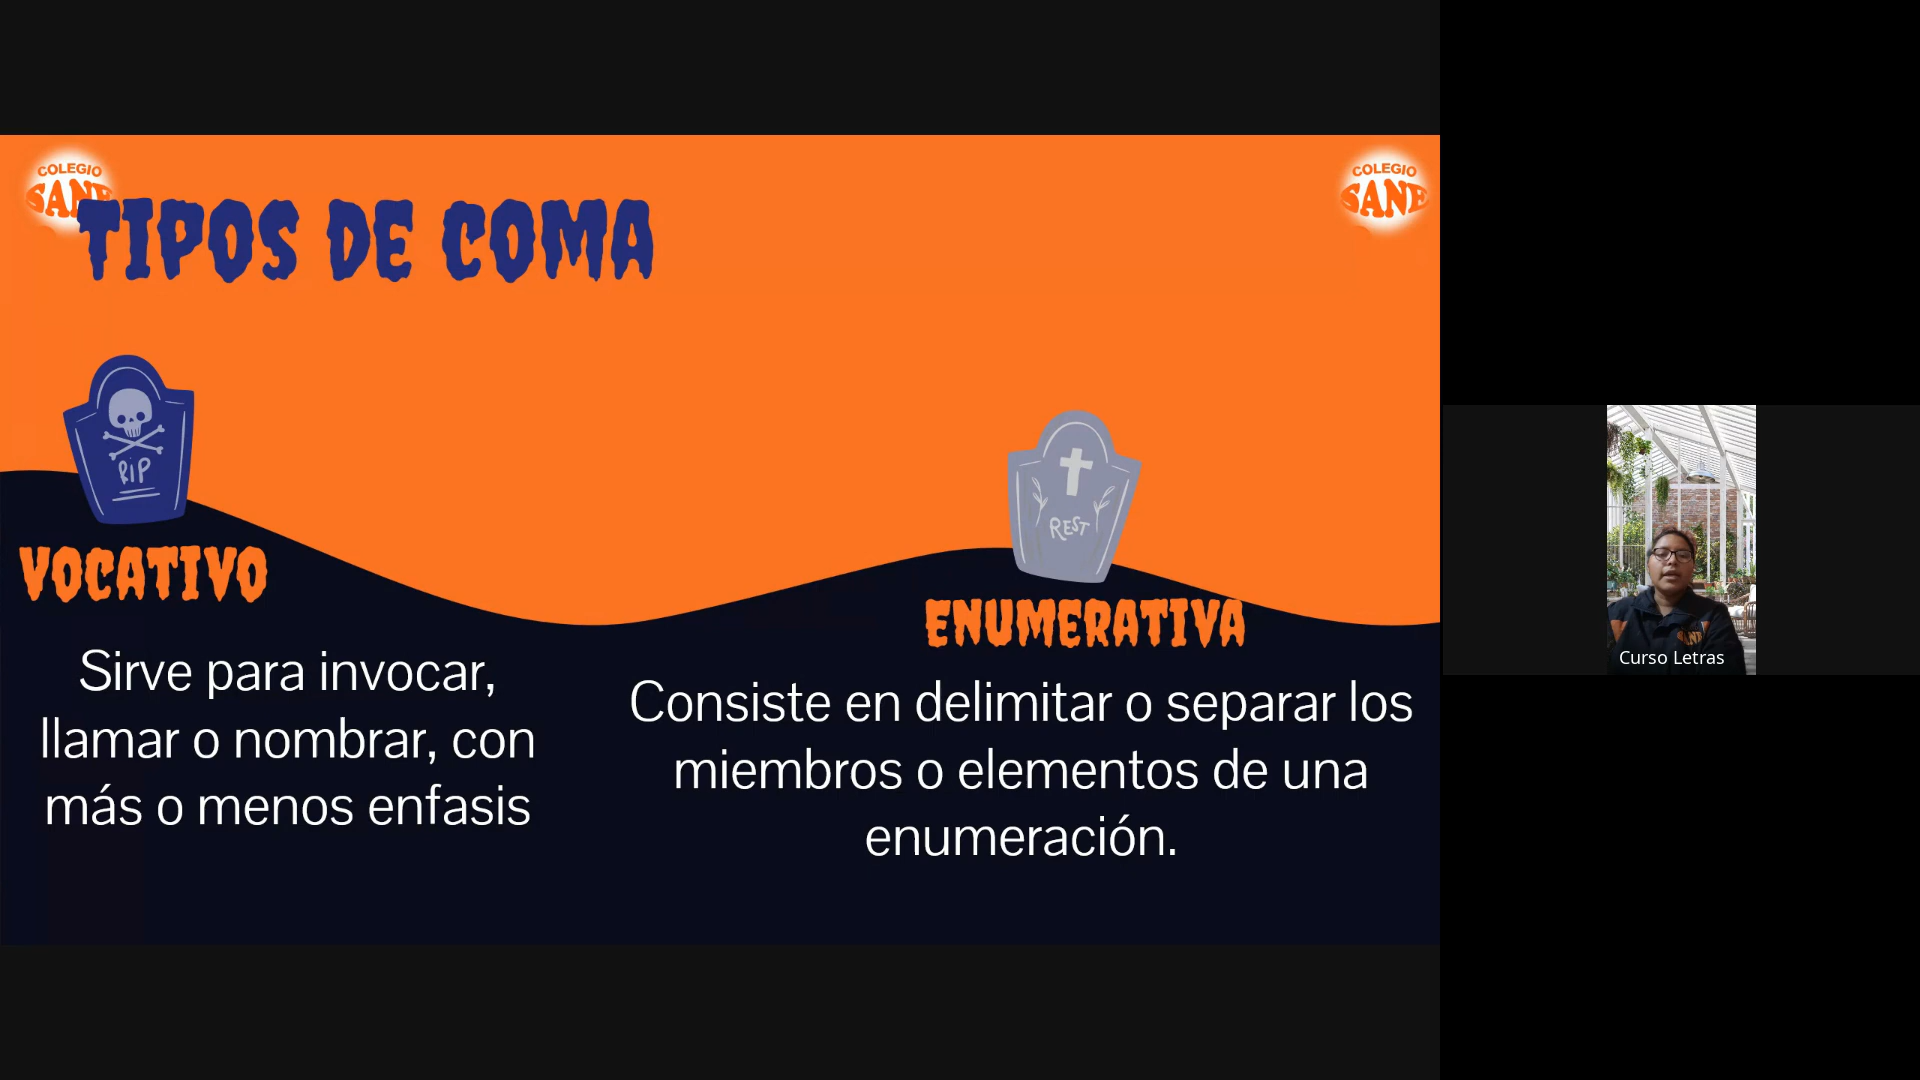 COLEGIO
SANE
COLEGIO
SANE
TIPOS DE COMA
RIP
REST
VOCATIVO
Sirve para invocar,
llamar o nombrar, con
más o menos enfasis
ENUMERATIVA
Consiste en delimitar o separar los
miembros o elementos de una
enumeración.
Curso Letras